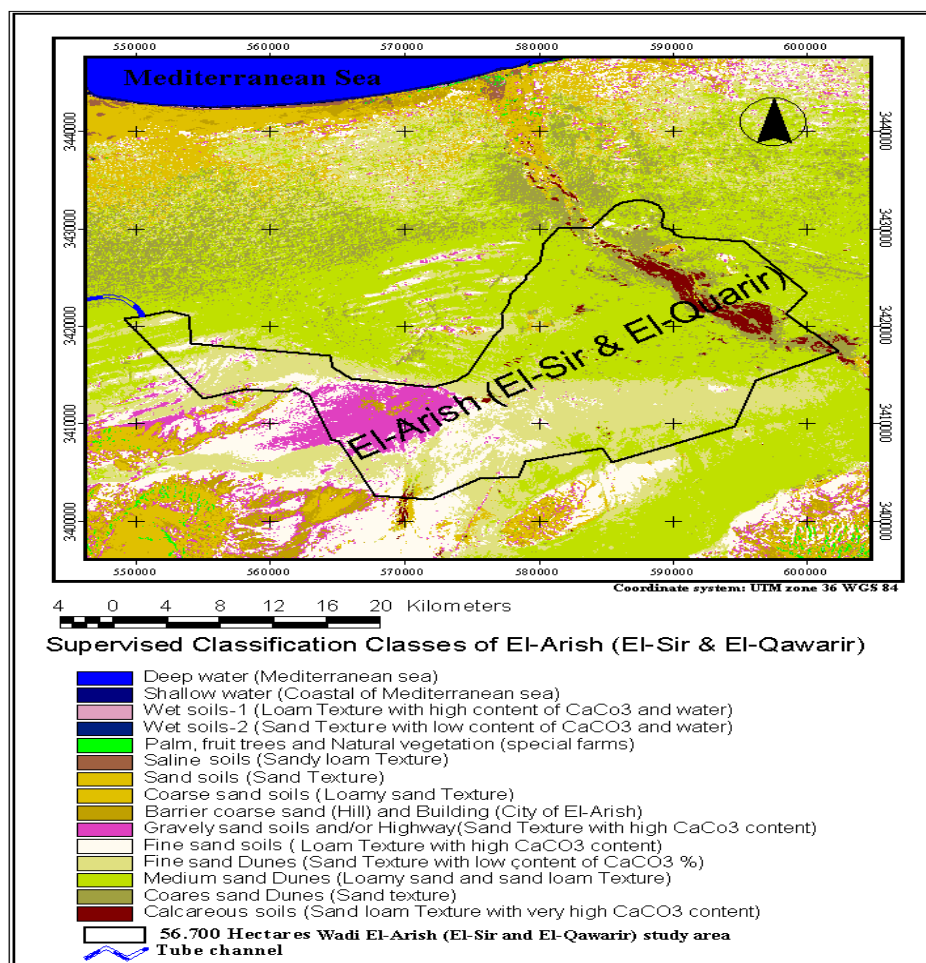 550000 560000 570000 580000 590000 600000
Mediterranean Sea
3440000 3440000
3430000 3430000
3420000 3420000
3410000 3410000
3400000 3400000
El-Arish (El-Sir & El-Quarir)
550000 560000 570000 580000 590000 600000
Coordinate system: UTM zone 36 WGS 84
4 0 4 8 12 16 20 Kilometers
Supervised Classification Classes of El-Arish (El-Sir & El-Qawarir)
Deep water (Mediterranean sea)
Shallow water (Coastal of Mediterranean sea)
Wet soils-1 (Loam Texture with high content of CaCo3 and water)
Wet soils-2 (Sand Texture with low content of CaCO3 and water)
Palm, fruit trees and Natural vegetation (special farms)
Saline soils (Sandy loam Texture)
Sand soils (Sand Texture)
Coarse sand soils (Loamy sand Texture)
Barrier coarse sand (Hill) and Building (City of El-Arish)
Gravely sand soils and/or Highway(Sand Texture with high CaCo3 content)
Fine sand soils ( Loam Texture with high CaCO3 content)
Fine sand Dunes (Sand Texture with low content of CaCO3 %)
Medium sand Dunes (Loamy sand and sand loam Texture)
Coares sand Dunes (Sand texture)
Calcareous soils (Sand loam Texture with very high CaCO3 content)
56.700 Hectares Wadi El-Arish (El-Sir and El-Qawarir) study area
Tube channel